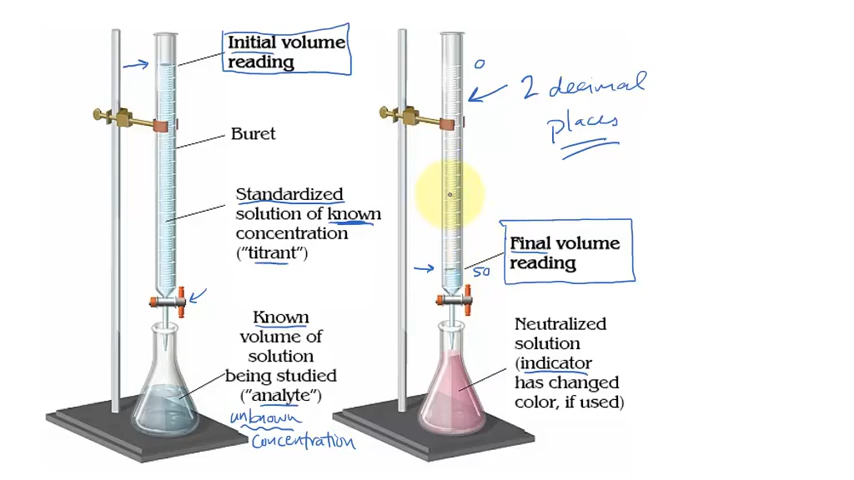 Initial volume
reading
Buret
Standardized
solution of known
concentration
("titrant")
Known
volume of
solution
being studied
("analyte")
unknown
concentration
0
2 decimal
places
Final volume
reading
50
Neutralized
solution
(indicator
has changed
color, if used)